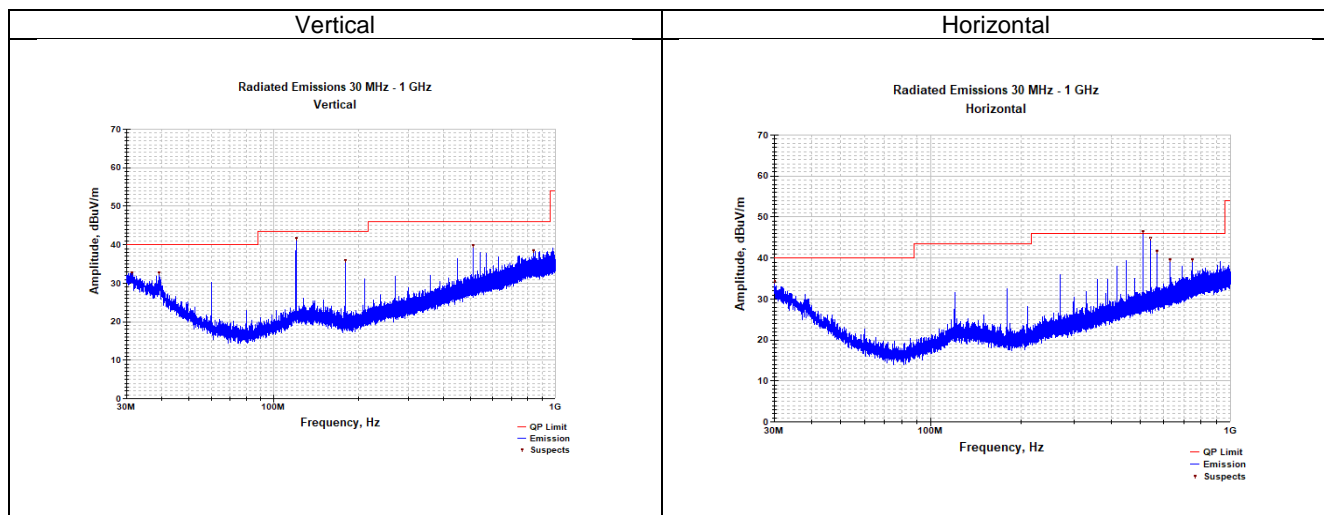 Vertical
Horizontal
Radiated Emissions 30 MHz - 1 GHz
Vertical
70
60
50
40
30
20
10
0
Amplitude, dBuV/m
30M
100M
1G
Frequency, Hz
QP Limit
Emission
Suspects
Radiated Emissions 30 MHz - 1 GHz
Horizontal
70
60
50
40
30
20
10
0
Amplitude, dBuV/m
30M
100M
1G
Frequency, Hz
QP Limit
Emission
Suspects